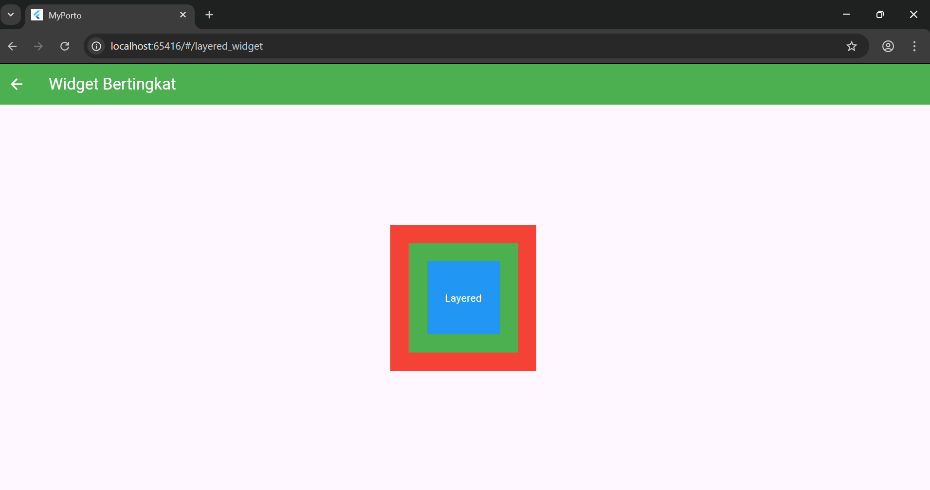 MyPorto
localhost:65416/#/layered_widget
Widget Bertingkat
Layered